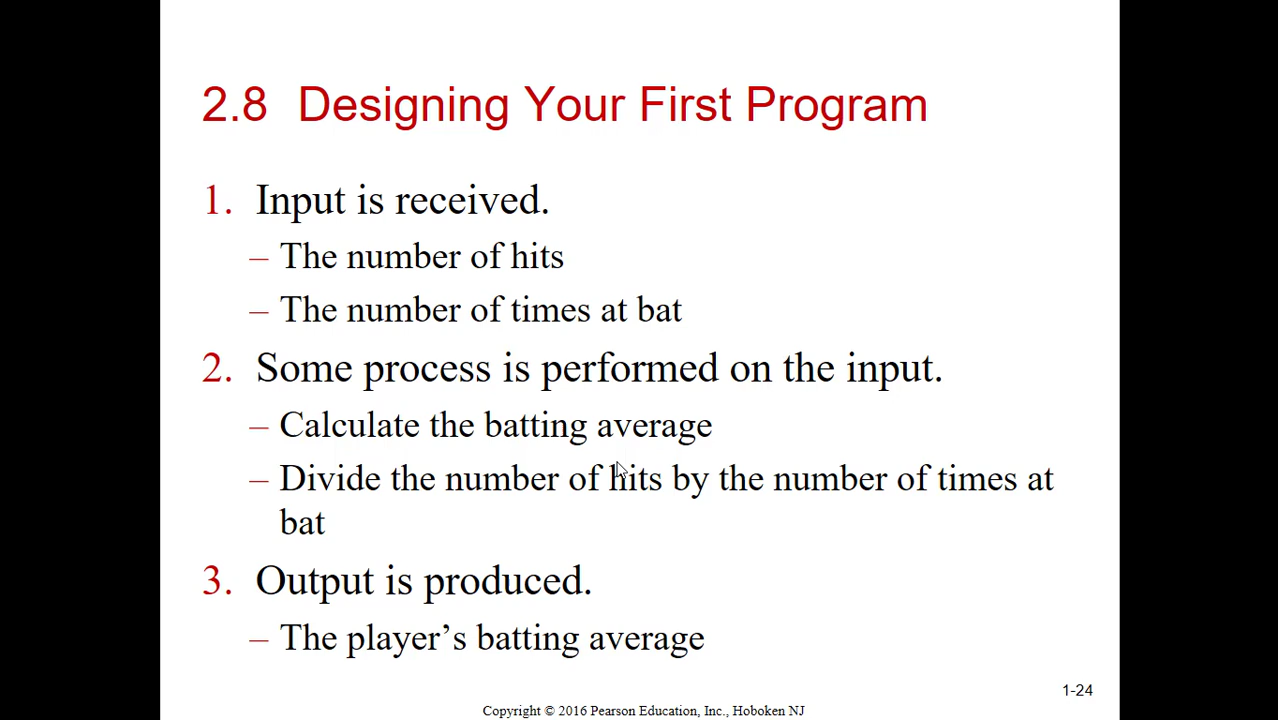 2.8 Designing Your First Program
1. Input is received.
– The number of hits
– The number of times at bat
2. Some process is performed on the input.
– Calculate the batting average
– Divide the number of hits by the number of times at
bat
3. Output is produced.
– The player’s batting average
1-24
Copyright © 2016 Pearson Education, Inc., Hoboken NJ